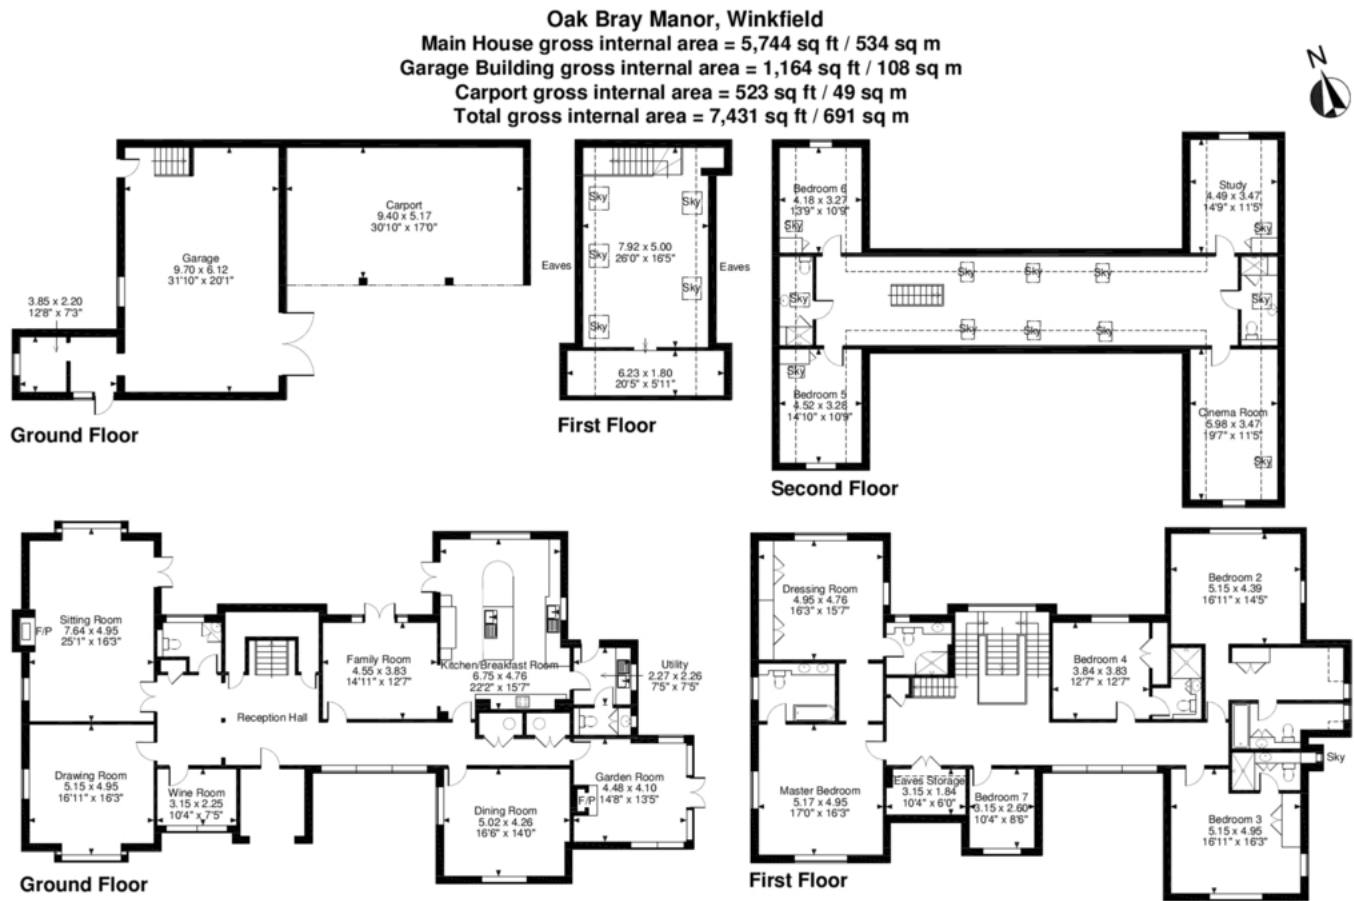 Oak Bray Manor, Winkfield
Main House gross internal area = 5,744 sq ft / 534 sq m
Garage Building gross internal area = 1,164 sq ft / 108 sq m
Carport gross internal area = 523 sq ft / 49 sq m
Total gross internal area = 7,431 sq ft / 691 sq m
N
Garage
9.70 x 6.12
31'10" x 20'1"
Carport
9.40 x 5.17
30'10" x 17'0"
3.85 x 2.20
12'8" x 7'3"
Ground Floor
Sky
Sky
Sky
Sky
Sky
7.92 x 5.00
26'0" x 16'5"
Eaves
Eaves
6.23 x 1.80
20'5" x 5'11"
First Floor
Bedroom 6
4.18 x 3.27
13'9" x 10'9"
Sky
Study
4.49 x 3.47
14'9" x 11'5"
Sky
Sky
Sky
Sky
Sky
Sky
Sky
Sky
Sky
Sky
Bedroom 5
4.52 x 3.28
14'10" x 10'9"
Cinema Room
5.98 x 3.47
19'7" x 11'5"
Sky
Second Floor
Sitting Room
7.64 x 4.95
25'1" x 16'3"
F/P
Family Room
4.55 x 3.83
14'11" x 12'7"
Kitchen/Breakfast Room
6.75 x 4.76
22'2" x 15'7"
Utility
2.27 x 2.26
7'5" x 7'5"
Reception Hall
Drawing Room
5.15 x 4.95
16'11" x 16'3"
Wine Room
3.15 x 2.25
10'4" x 7'5"
Dining Room
5.02 x 4.26
16'6" x 14'0"
Garden Room
4.48 x 4.10
14'8" x 13'5"
F/P
Ground Floor
Dressing Room
4.95 x 4.76
16'3" x 15'7"
Bedroom 2
5.15 x 4.39
16'11" x 14'5"
Bedroom 4
3.84 x 3.83
12'7" x 12'7"
Master Bedroom
5.17 x 4.95
17'0" x 16'3"
Eaves Storage
3.15 x 1.84
10'4" x 6'0"
Bedroom 7
3.15 x 2.60
10'4" x 8'6"
Sky
Bedroom 3
5.15 x 4.95
16'11" x 16'3"
First Floor